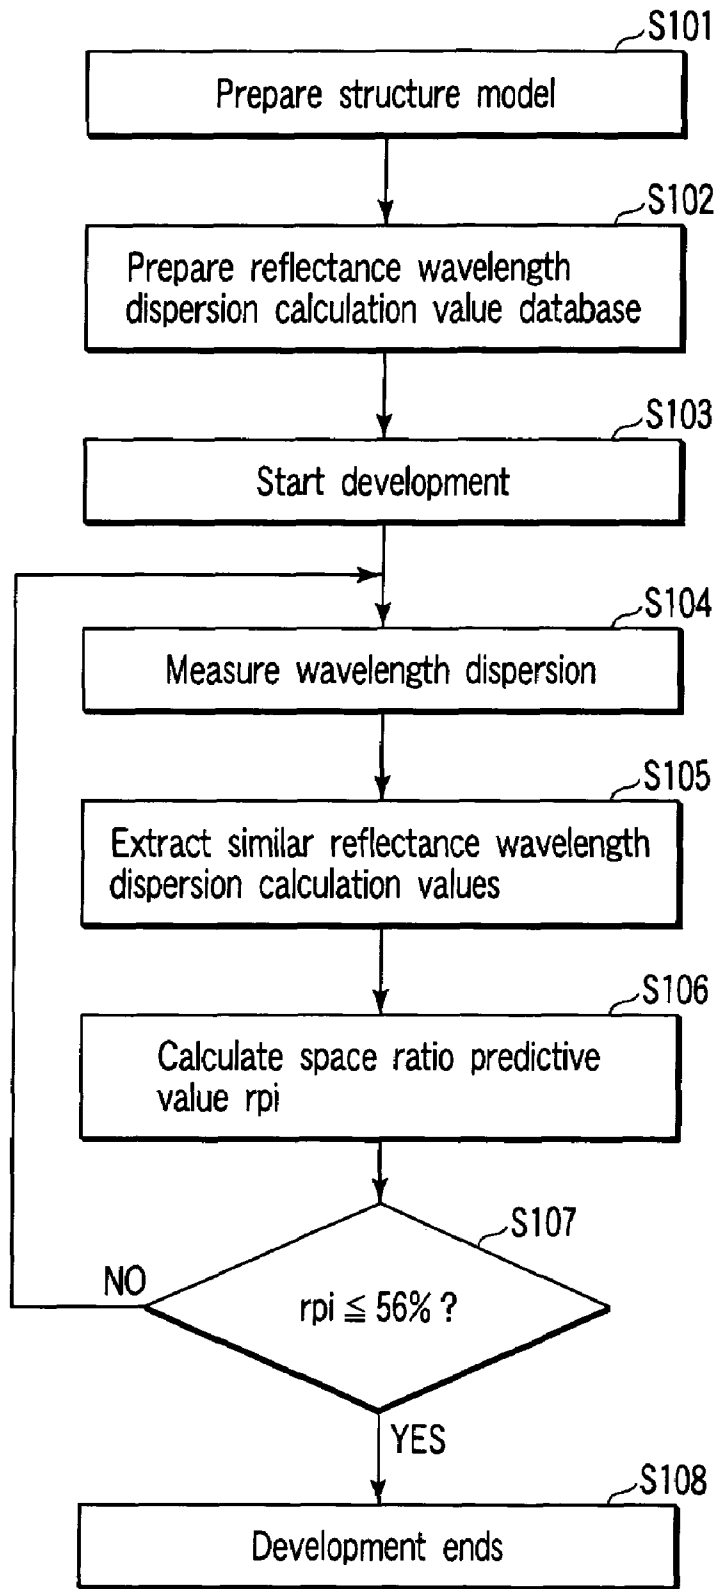 S101
Prepare structure model
S102
Prepare reflectance wavelength
dispersion calculation value database
S103
Start development
S104
Measure wavelength dispersion
S105
Extract similar reflectance wavelength
dispersion calculation values
S106
Calculate space ratio predictive
value rpi
S107
NO
rpi ≦ 56% ?
YES
S108
Development ends